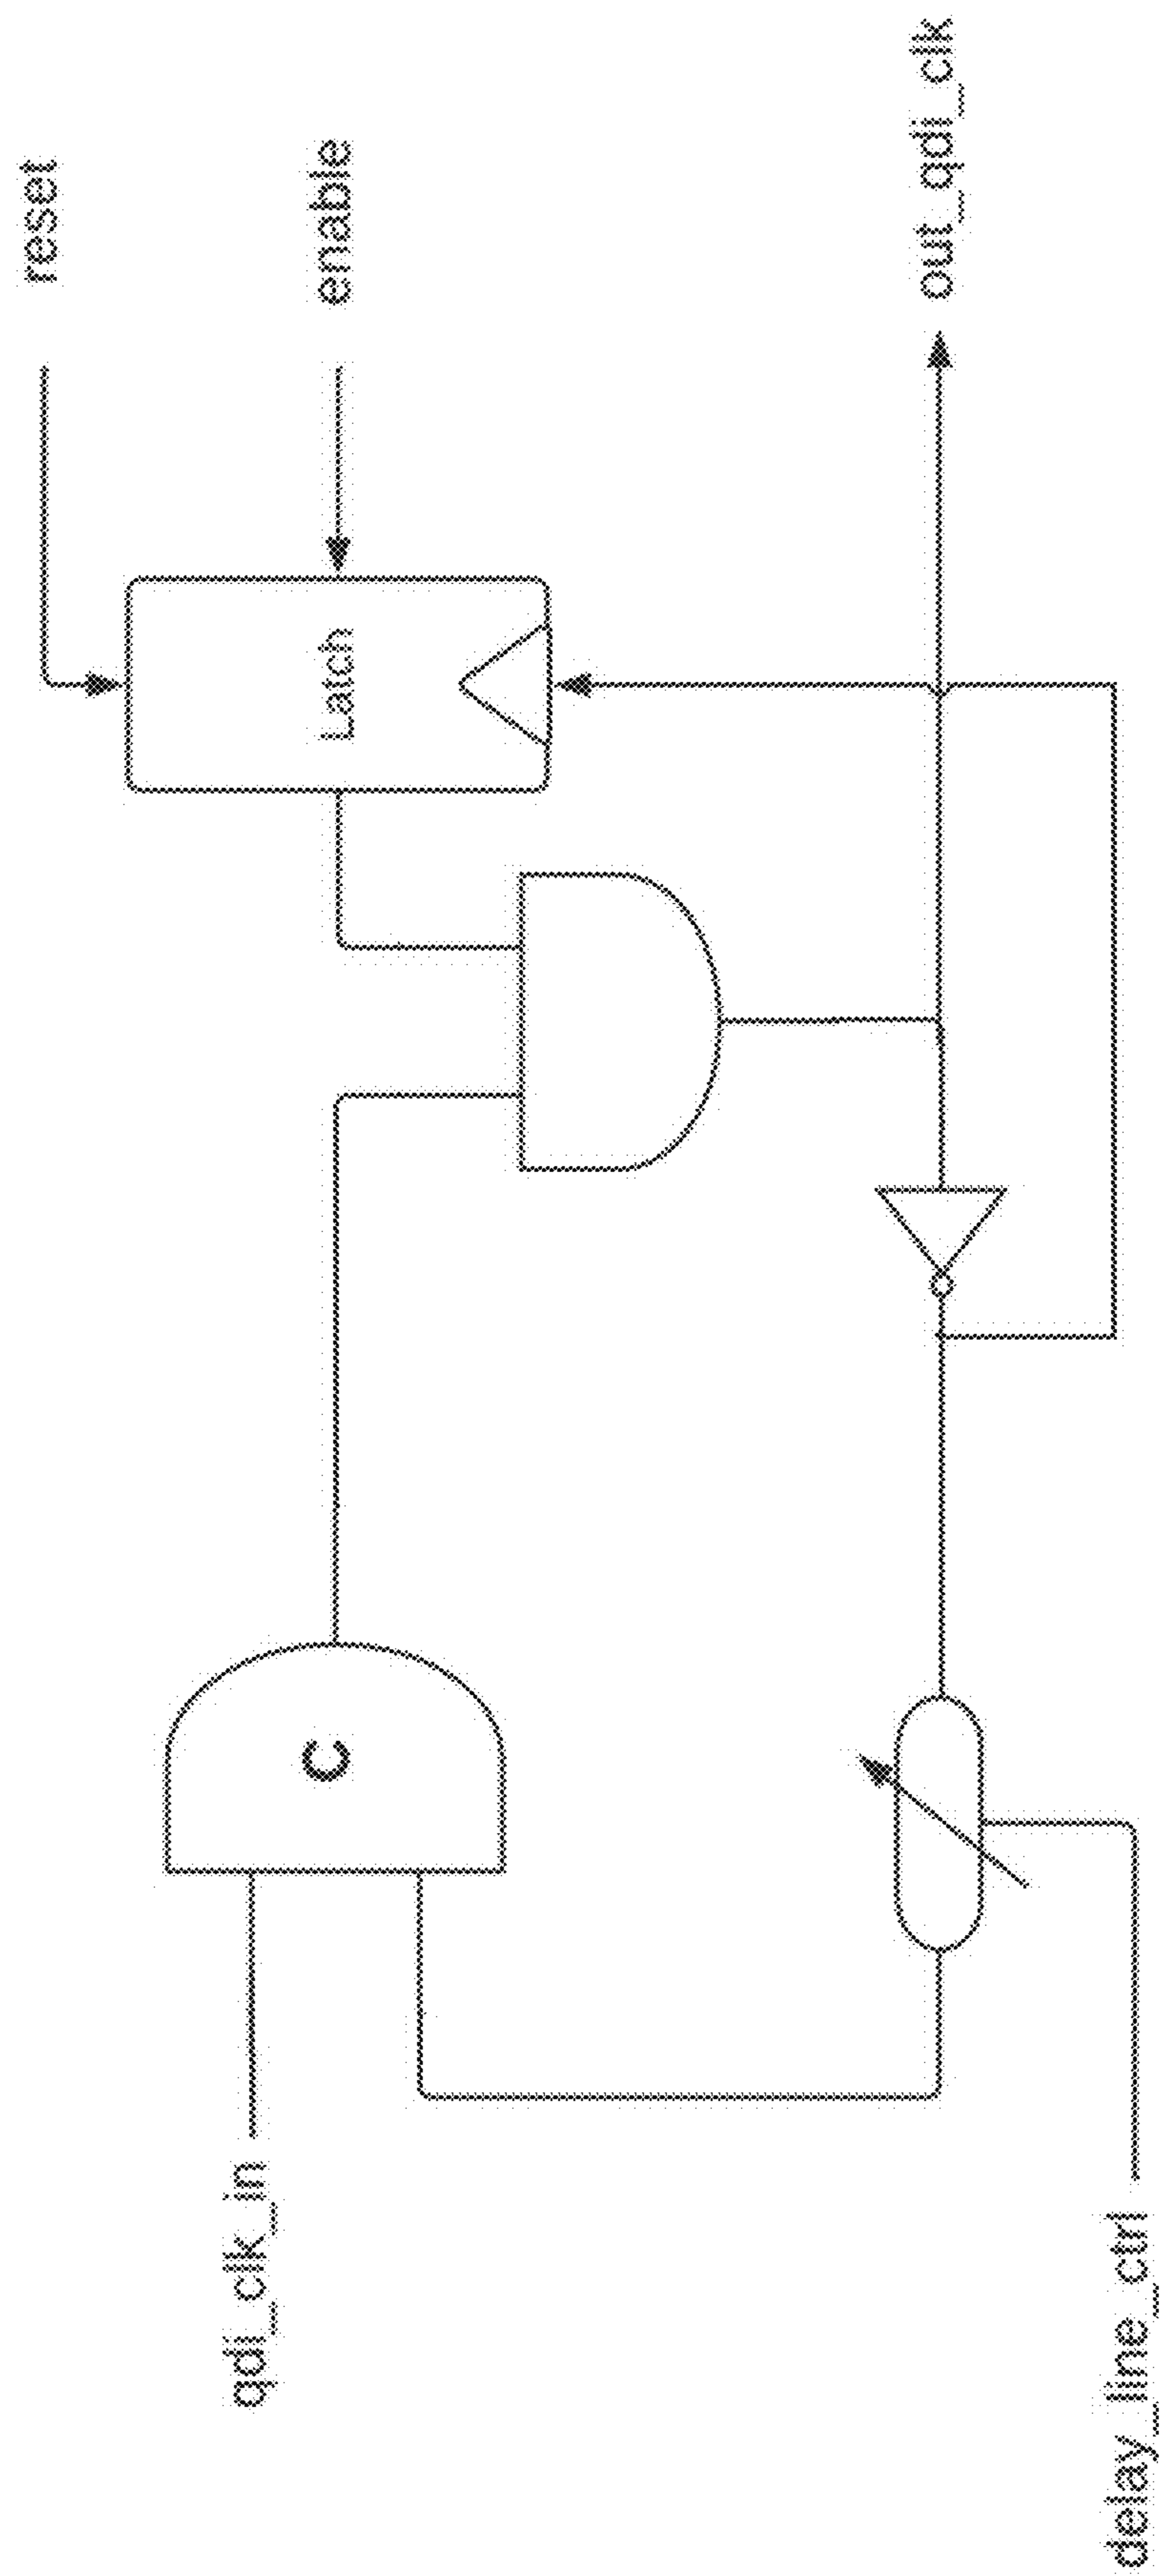 reset
enable
out_qdi_clk
Latch
C
qdi_clk_in
delay_line_ctrl